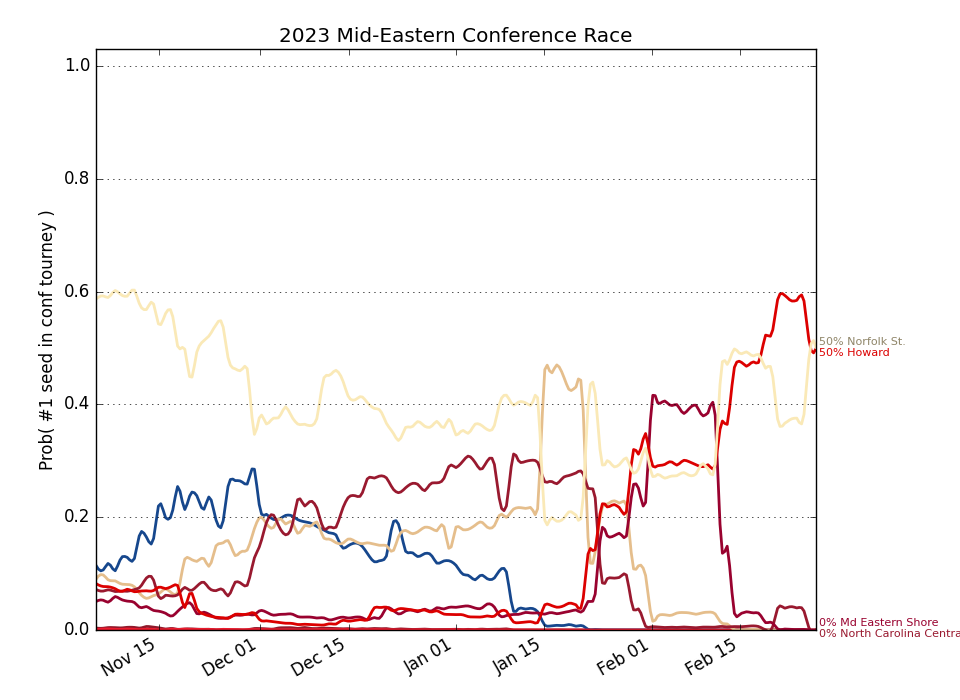 2023 Mid-Eastern Conference Race
Prob( #1 seed in conf tourney )
1.0
0.8
0.6
0.4
0.2
0.0
Nov 15
Dec 01
Dec 15
Jan 01
Jan 15
Feb 01
Feb 15
50% Norfolk St.
50% Howard
0% Md Eastern Shore
0% North Carolina Centra